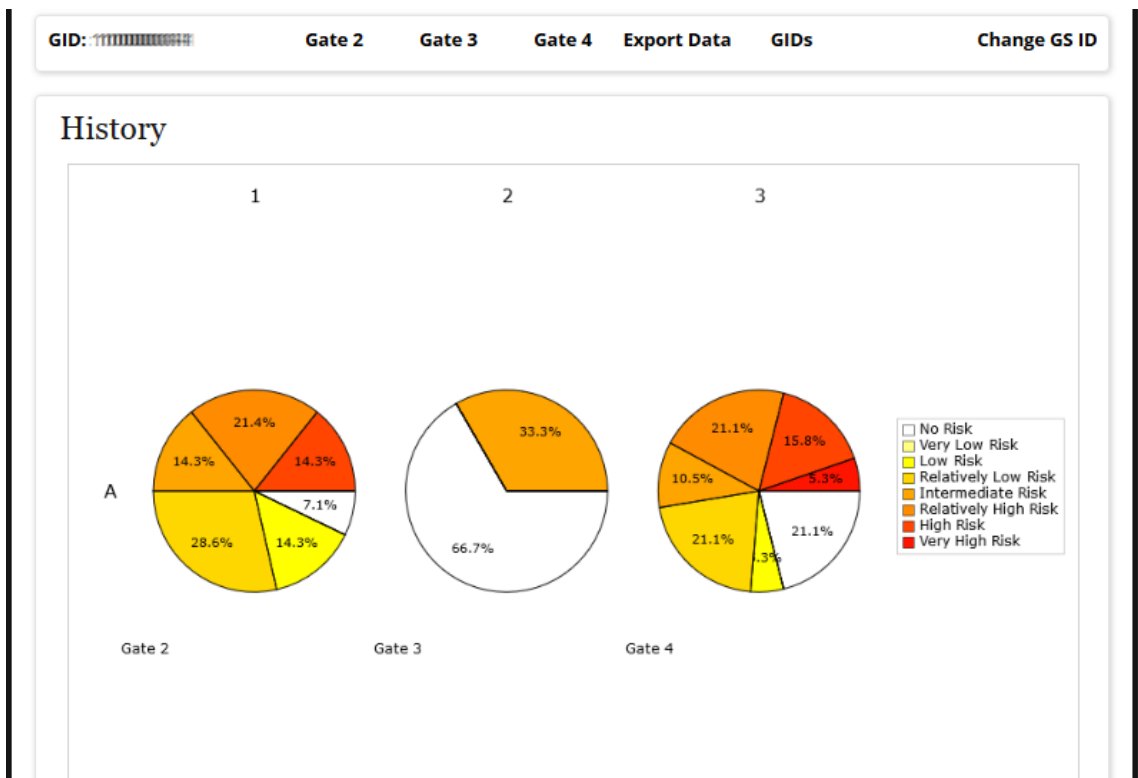 GID: Gate 2 Gate 3 Gate 4 Export Data GIDs Change GS ID
History
1 2 3
21.4%
14.3%
14.3%
7.1%
28.6%
14.3%
33.3%
66.7%
21.1%
15.8%
10.5%
5.3%
21.1%
.3%
21.1%
A
No Risk
Very Low Risk
Low Risk
Relatively Low Risk
Intermediate Risk
Relatively High Risk
High Risk
Very High Risk
Gate 2 Gate 3 Gate 4